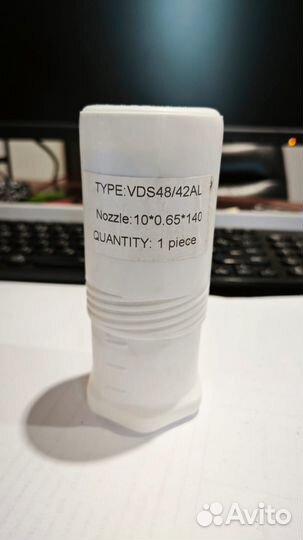 TYPE:VDS48/42AL
Nozzle:10*0.65*140
QUANTITY: 1 piece
Avito